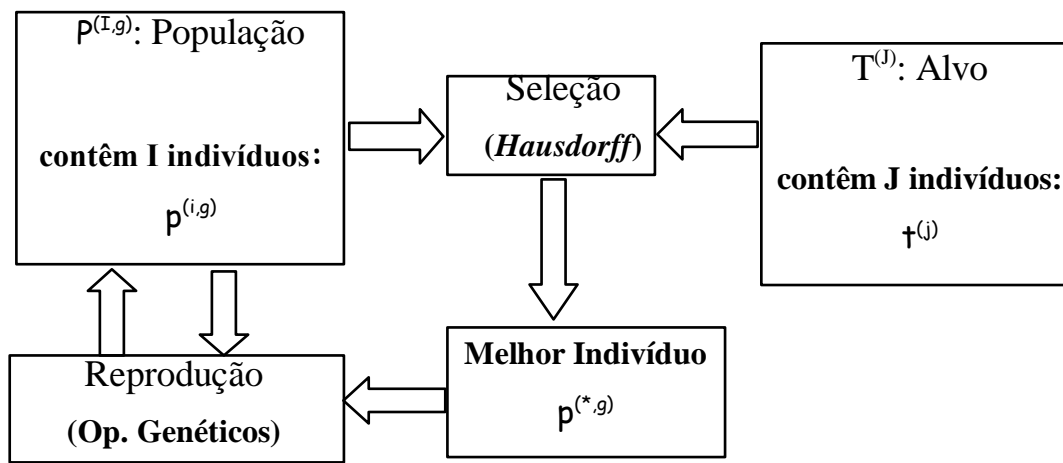 P^(I,g): População
contêm I indivíduos:
p^(i,g)
Seleção
(Hausdorff)
T^(J): Alvo
contêm J indivíduos:
t^(j)
Melhor Indivíduo
p^(*,g)
Reprodução
(Op. Genéticos)